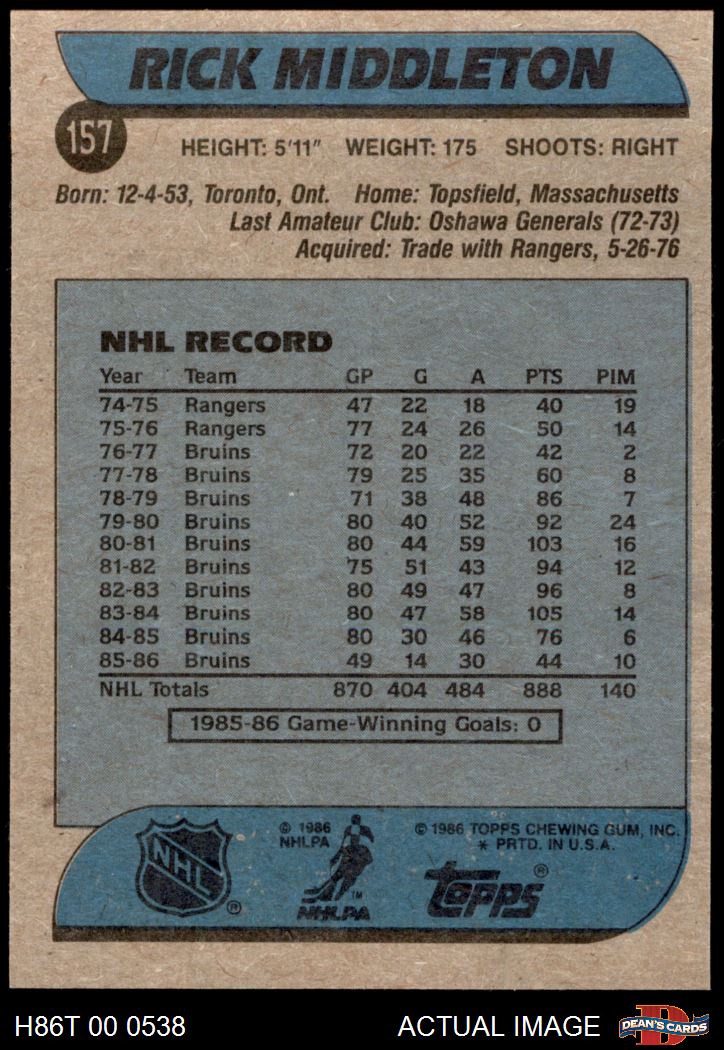 RICK MIDDLETON
157
HEIGHT: 5'11" WEIGHT: 175 SHOOTS: RIGHT
Born: 12-4-53, Toronto, Ont. Home: Topsfield, Massachusetts
Last Amateur Club: Oshawa Generals (72-73)
Acquired: Trade with Rangers, 5-26-76
NHL RECORD
Year Team GP G A PTS PIM
74-75 Rangers 47 22 18 40 19
75-76 Rangers 77 24 26 50 14
76-77 Bruins 72 20 22 42 2
77-78 Bruins 79 25 35 60 8
78-79 Bruins 71 38 48 86 7
79-80 Bruins 80 40 52 92 24
80-81 Bruins 80 44 59 103 16
81-82 Bruins 75 51 43 94 12
82-83 Bruins 80 49 47 96 8
83-84 Bruins 80 47 58 105 14
84-85 Bruins 80 30 46 76 6
85-86 Bruins 49 14 30 44 10
NHL Totals 870 404 484 888 140
1985-86 Game-Winning Goals: 0
NHL ®
© 1986
NHLPA
TM
NHLPA
© 1986 TOPPS CHEWING GUM, INC.
* PRTD. IN U.S.A.
topps ®
H86T 00 0538 ACTUAL IMAGE
D
DEAN'S CARDS